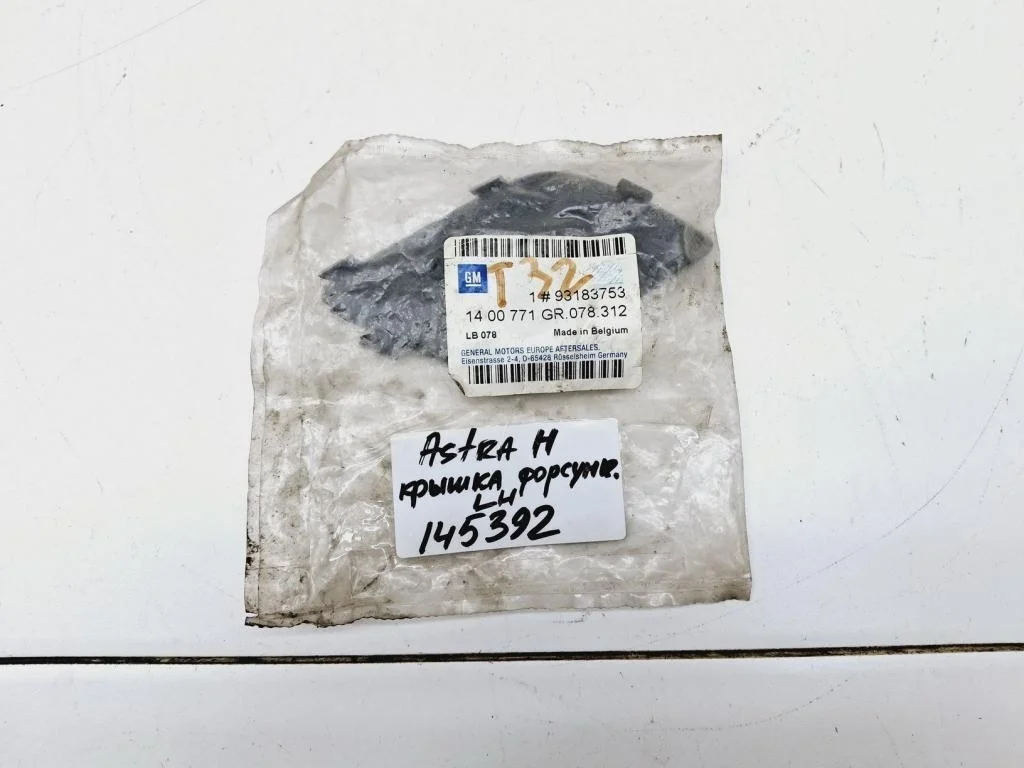 GM
T 32
1 # 93183753
14 00 771 GR.078.312
LB 078 Made in Belgium
GENERAL MOTORS EUROPE AFTERSALES.
Eisenstrasse 2-4, D-65428 Rüsselsheim Germany
Astra H
крышка форсунк.
LH
145392